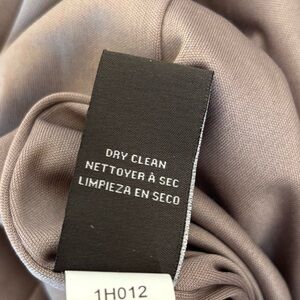 DRY CLEAN
NETTOYER À SEC
LIMPIEZA EN SECO
1H012